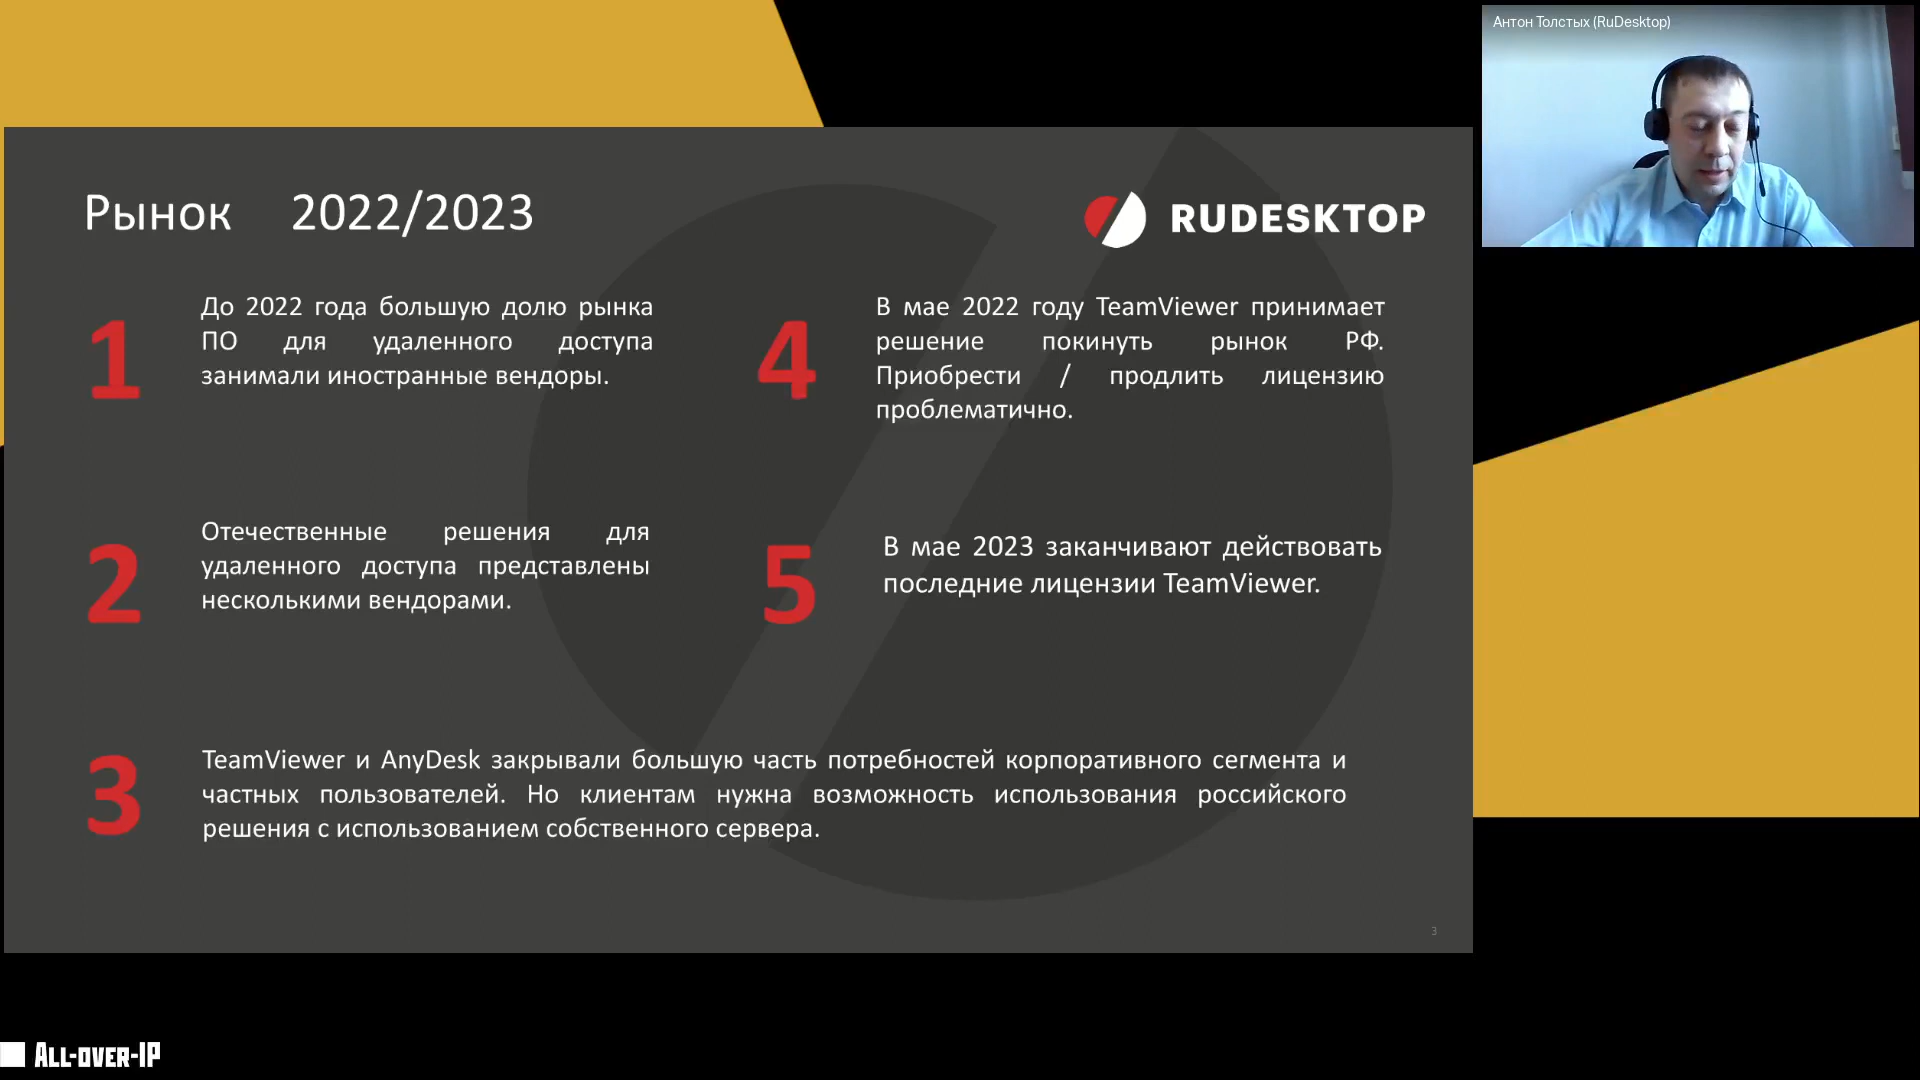 Антон Толстых (RuDesktop)
Рынок 2022/2023
RUDESKTOP
1
До 2022 года большую долю рынка
ПО для удаленного доступа
занимали иностранные вендоры.
2
Отечественные решения для
удаленного доступа представлены
несколькими вендорами.
3
TeamViewer и AnyDesk закрывали большую часть потребностей корпоративного сегмента и
частных пользователей. Но клиентам нужна возможность использования российского
решения с использованием собственного сервера.
4
В мае 2022 году TeamViewer принимает
решение покинуть рынок РФ.
Приобрести / продлить лицензию
проблематично.
5
В мае 2023 заканчивают действовать
последние лицензии TeamViewer.
3
ALL-OVER-IP